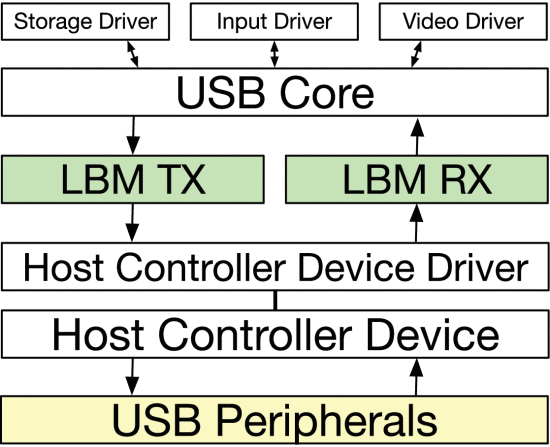 Storage Driver
Input Driver
Video Driver
USB Core
LBM TX
LBM RX
Host Controller Device Driver
Host Controller Device
USB Peripherals